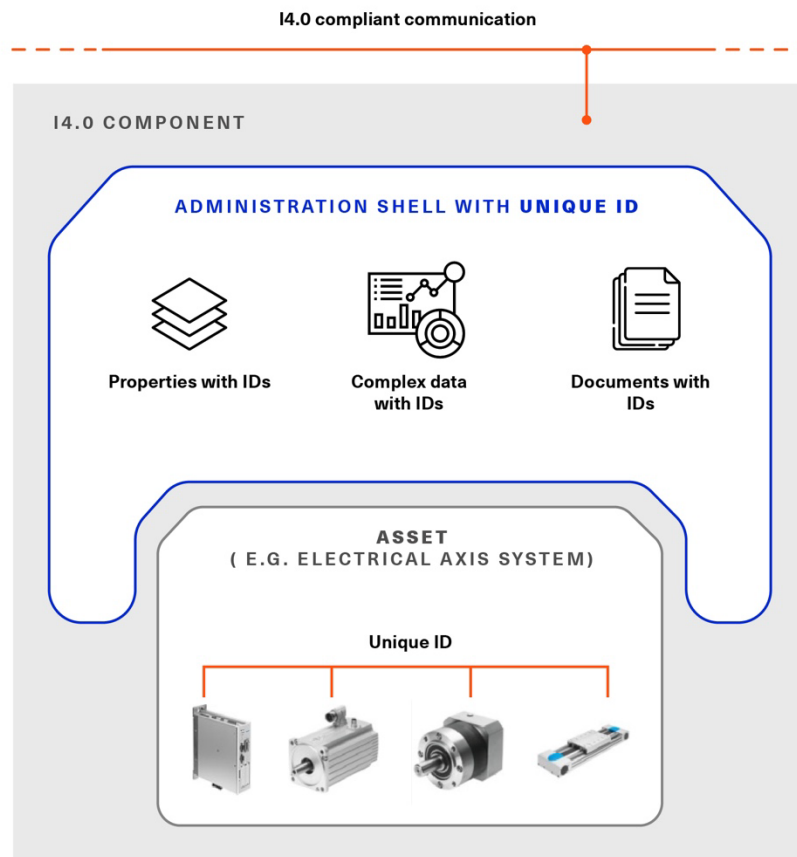 I4.0 compliant communication
I4.0 COMPONENT
ADMINISTRATION SHELL WITH UNIQUE ID
Properties with IDs
Complex data
with IDs
Documents with
IDs
ASSET
( E.G. ELECTRICAL AXIS SYSTEM)
Unique ID